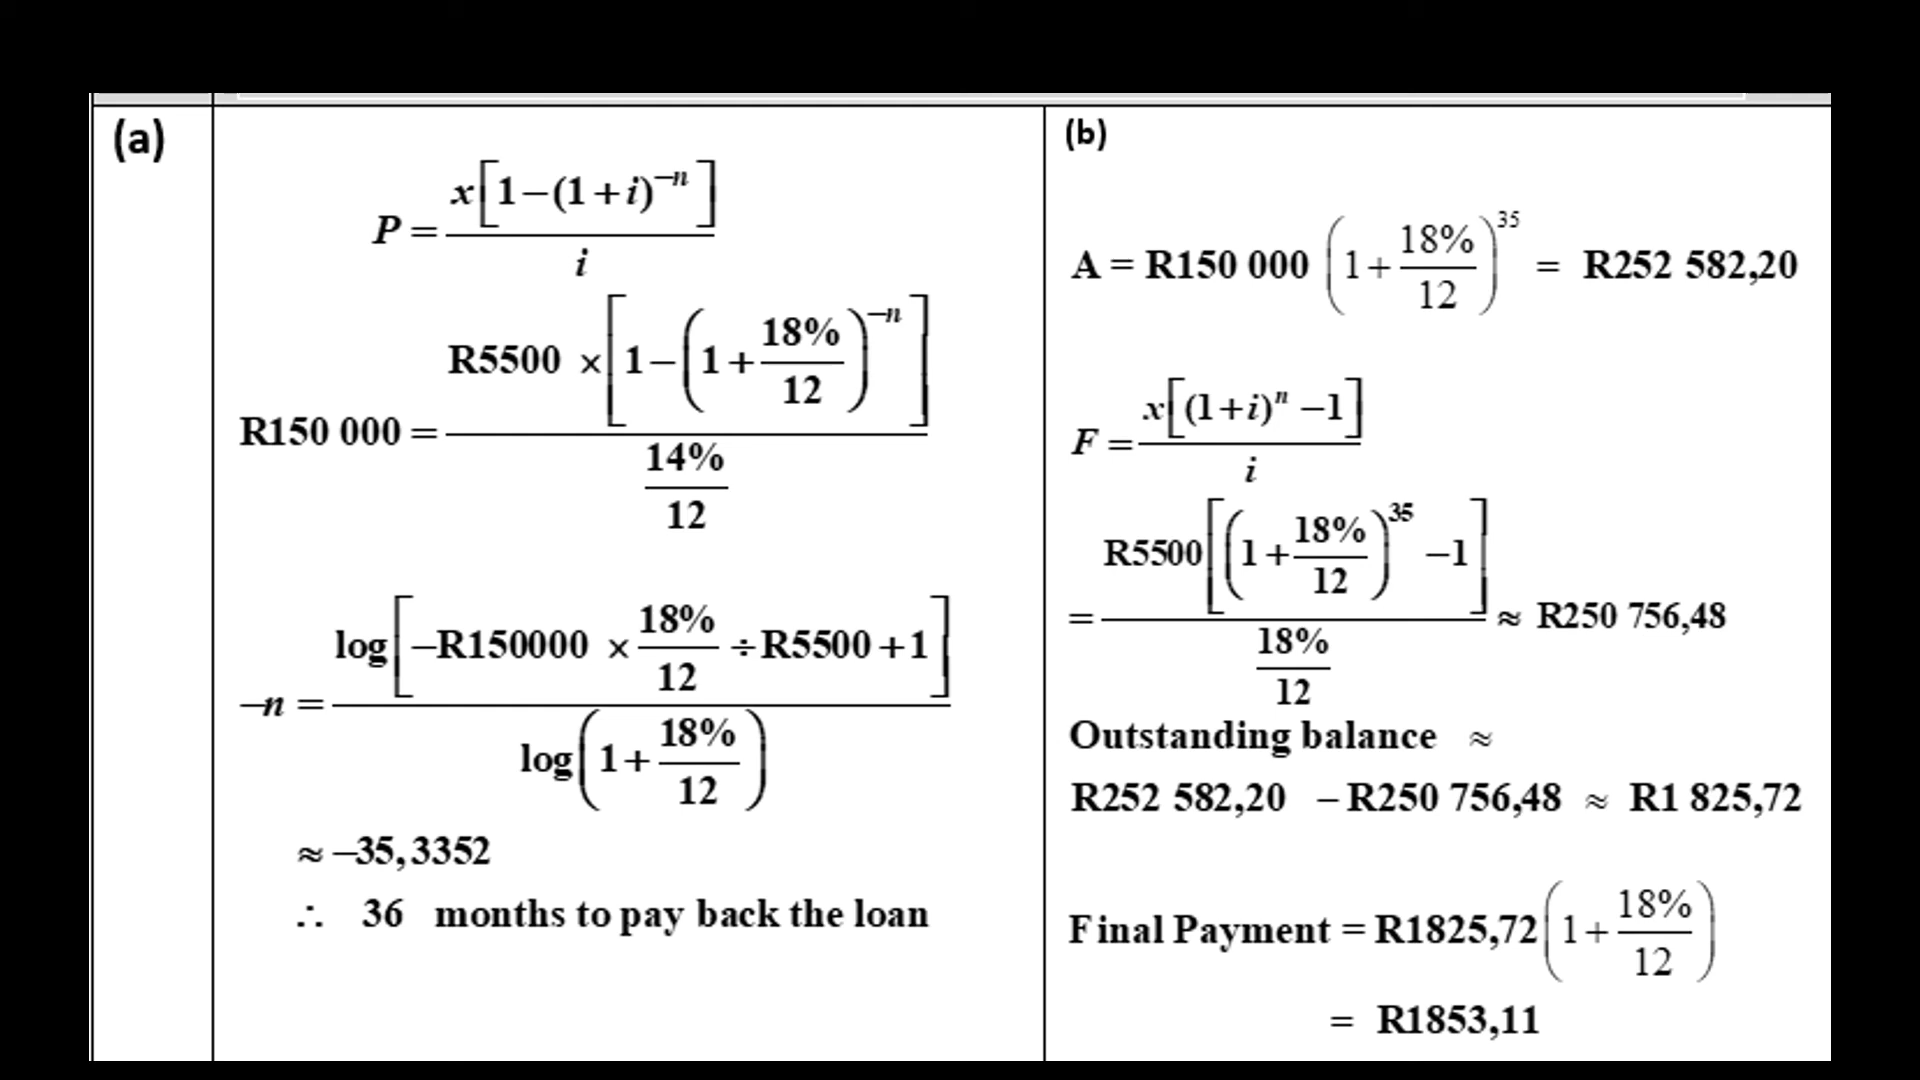 (a)
P = x[1−(1+i)⁻ⁿ] / i
R150 000 = R5500 × [1−(1+18%/12)⁻ⁿ] / (14%/12)
−n = log[−R150000 × 18%/12 ÷ R5500 + 1] / log(1+18%/12)
≈ −35,3352
∴ 36 months to pay back the loan
(b)
A = R150 000 (1+18%/12)³⁵ = R252 582,20
F = x[(1+i)ⁿ −1] / i
= R5500[(1+18%/12)³⁵ −1] / (18%/12) ≈ R250 756,48
Outstanding balance ≈
R252 582,20 – R250 756,48 ≈ R1 825,72
Final Payment = R1825,72(1+18%/12)
= R1853,11